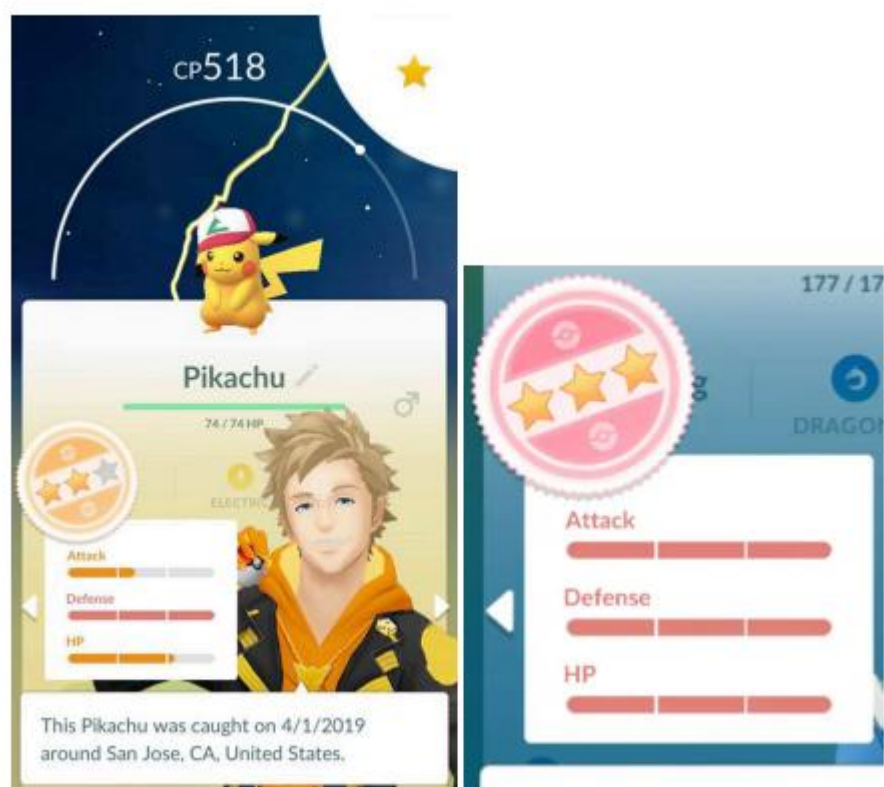 CP518
Pikachu
74 / 74 HP
ELECTRIC
Attack
Defense
HP
This Pikachu was caught on 4/1/2019
around San Jose, CA, United States.
177 / 17
g
DRAGON
Attack
Defense
HP